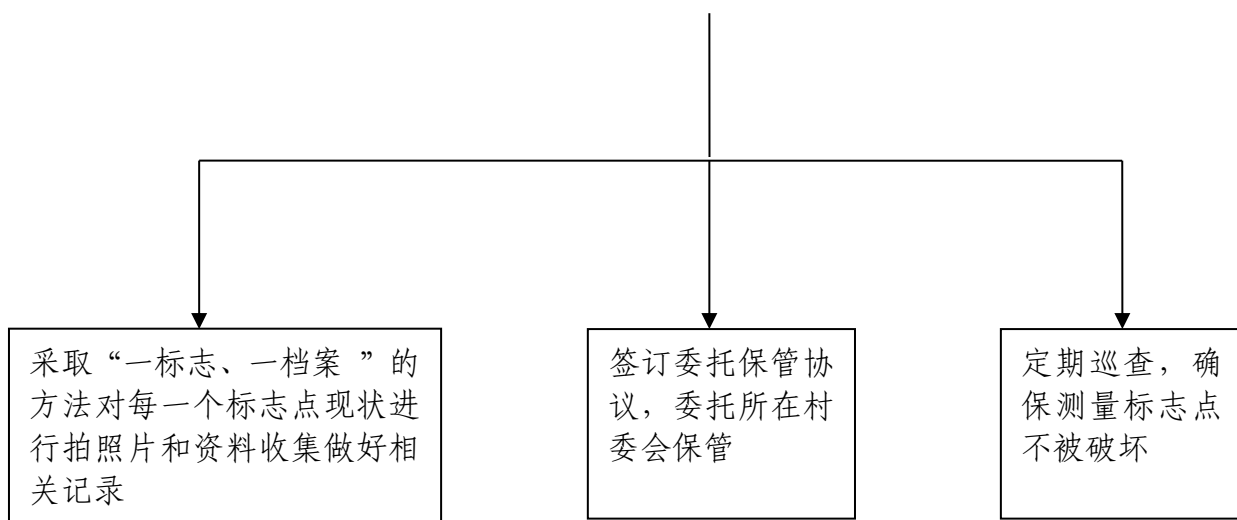 采取“一标志、一档案 ”的
方法对每一个标志点现状进
行拍照片和资料收集做好相
关记录
签订委托保管协
议，委托所在村
委会保管
定期巡查，确
保测量标志点
不被破坏